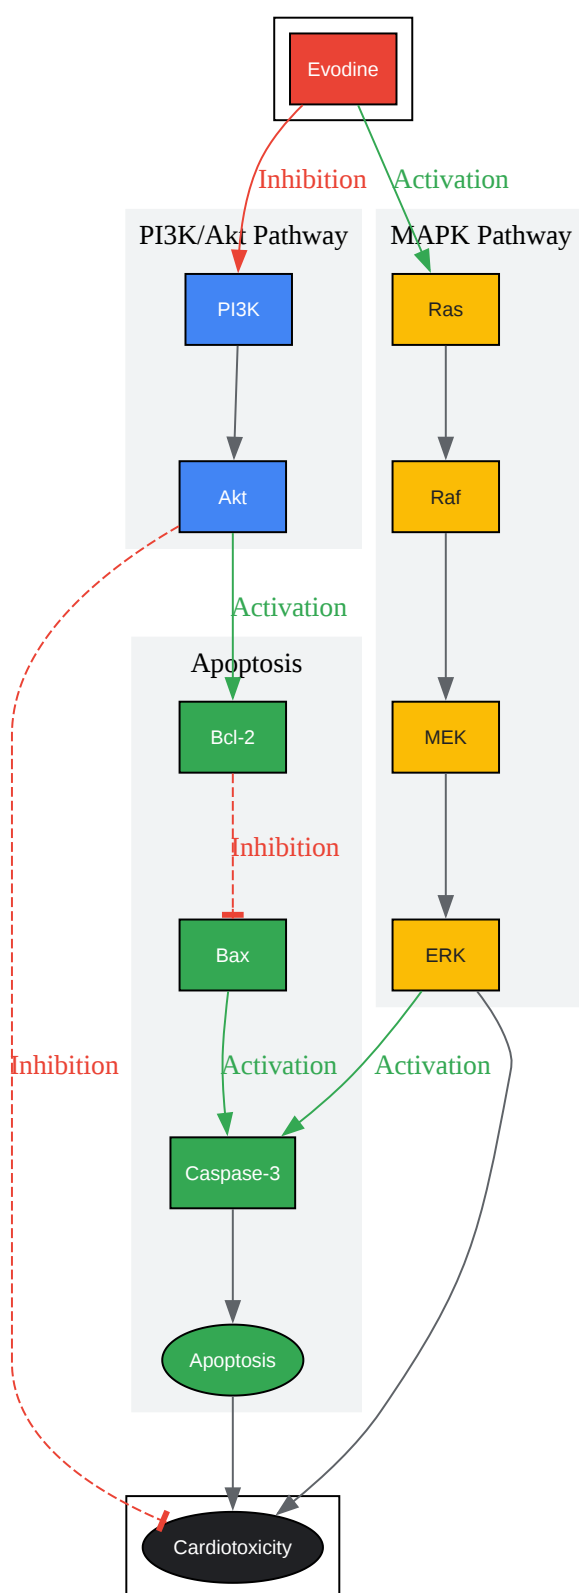 Evodine
Inhibition
Activation
PI3K/Akt Pathway
MAPK Pathway
PI3K
Ras
Akt
Raf
Activation
Apoptosis
Bcl-2
MEK
Inhibition
Bax
ERK
Inhibition
Activation
Activation
Caspase-3
Apoptosis
Cardiotoxicity